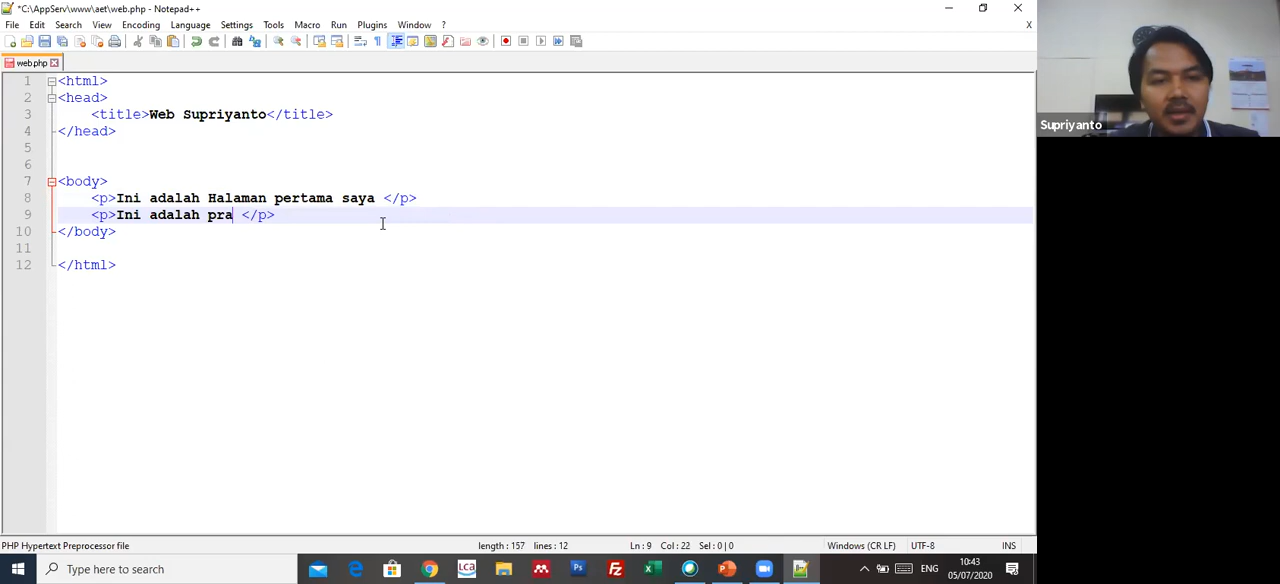 *C:\AppServ\www\aet\web.php - Notepad++
File Edit Search View Encoding Language Settings Tools Macro Run Plugins Window ? X
web.php
1 <html>
2 <head>
3 <title>Web Supriyanto</title>
4 </head>
5
6
7 <body>
8 <p>Ini adalah Halaman pertama saya </p>
9 <p>Ini adalah pra </p>
10 </body>
11
12 </html>
Supriyanto
PHP Hypertext Preprocessor file length : 157 lines : 12 Ln : 9 Col : 22 Sel : 0 | 0 Windows (CR LF) UTF-8 INS
Type here to search
LCA
Ps
ENG
10:43
05/07/2020